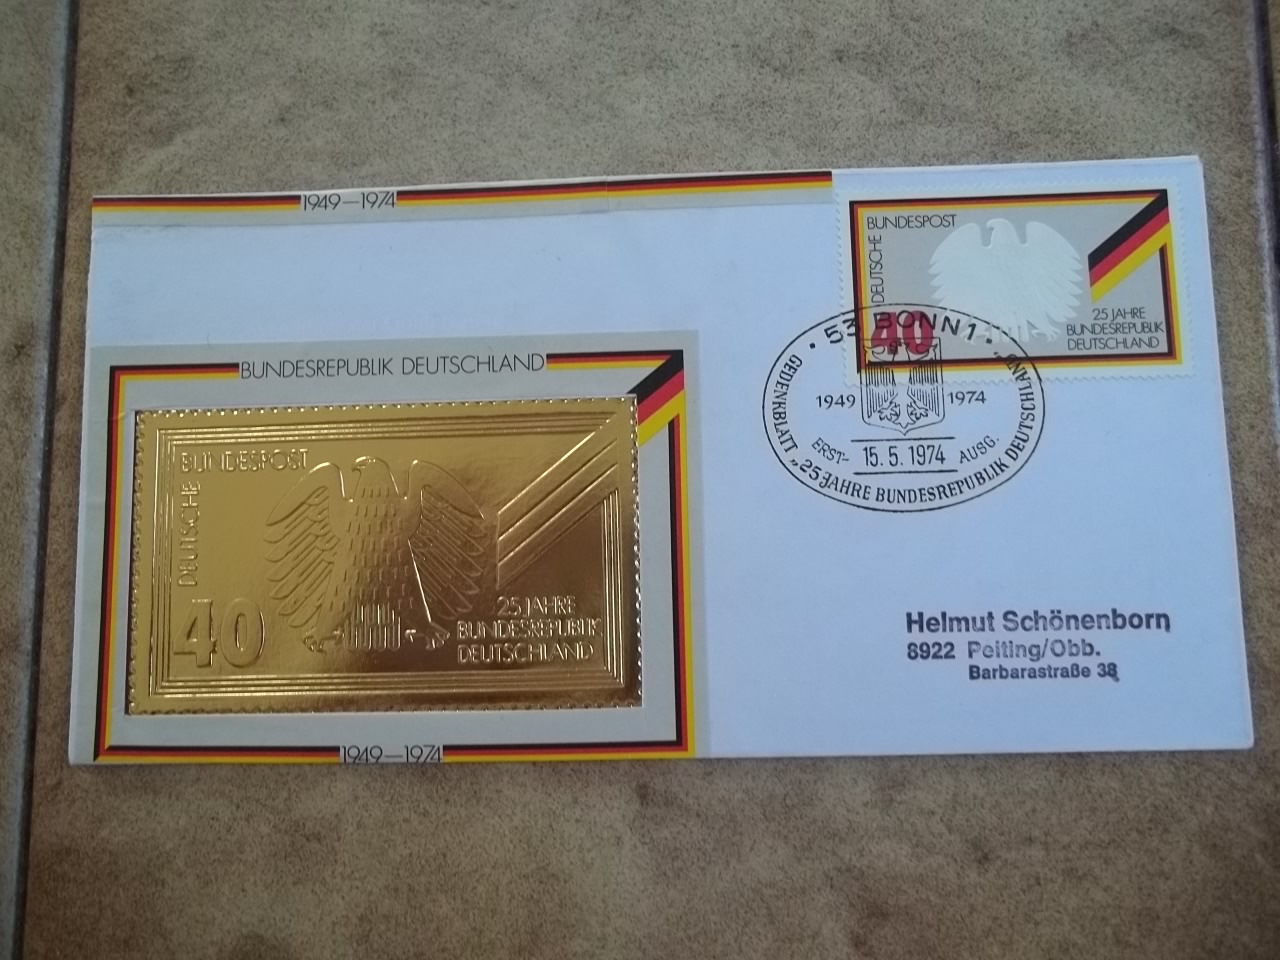 1949—1974
BUNDESPOST
DEUTSCHE
40
25 JAHRE
BUNDESREPUBLIK
DEUTSCHLAND
53 BONN 1
GEDENKBLATT „25 JAHRE BUNDESREPUBLIK DEUTSCHLAND
1949 1974
ERST- 15.5.1974 AUSG.
BUNDESREPUBLIK DEUTSCHLAND
BUNDESPOST
DEUTSCHE
40
25 JAHRE
BUNDESREPUBLIK
DEUTSCHLAND
1949—1974
Helmut Schönenborn
8922 Peiting/Obb.
Barbarastraße 38